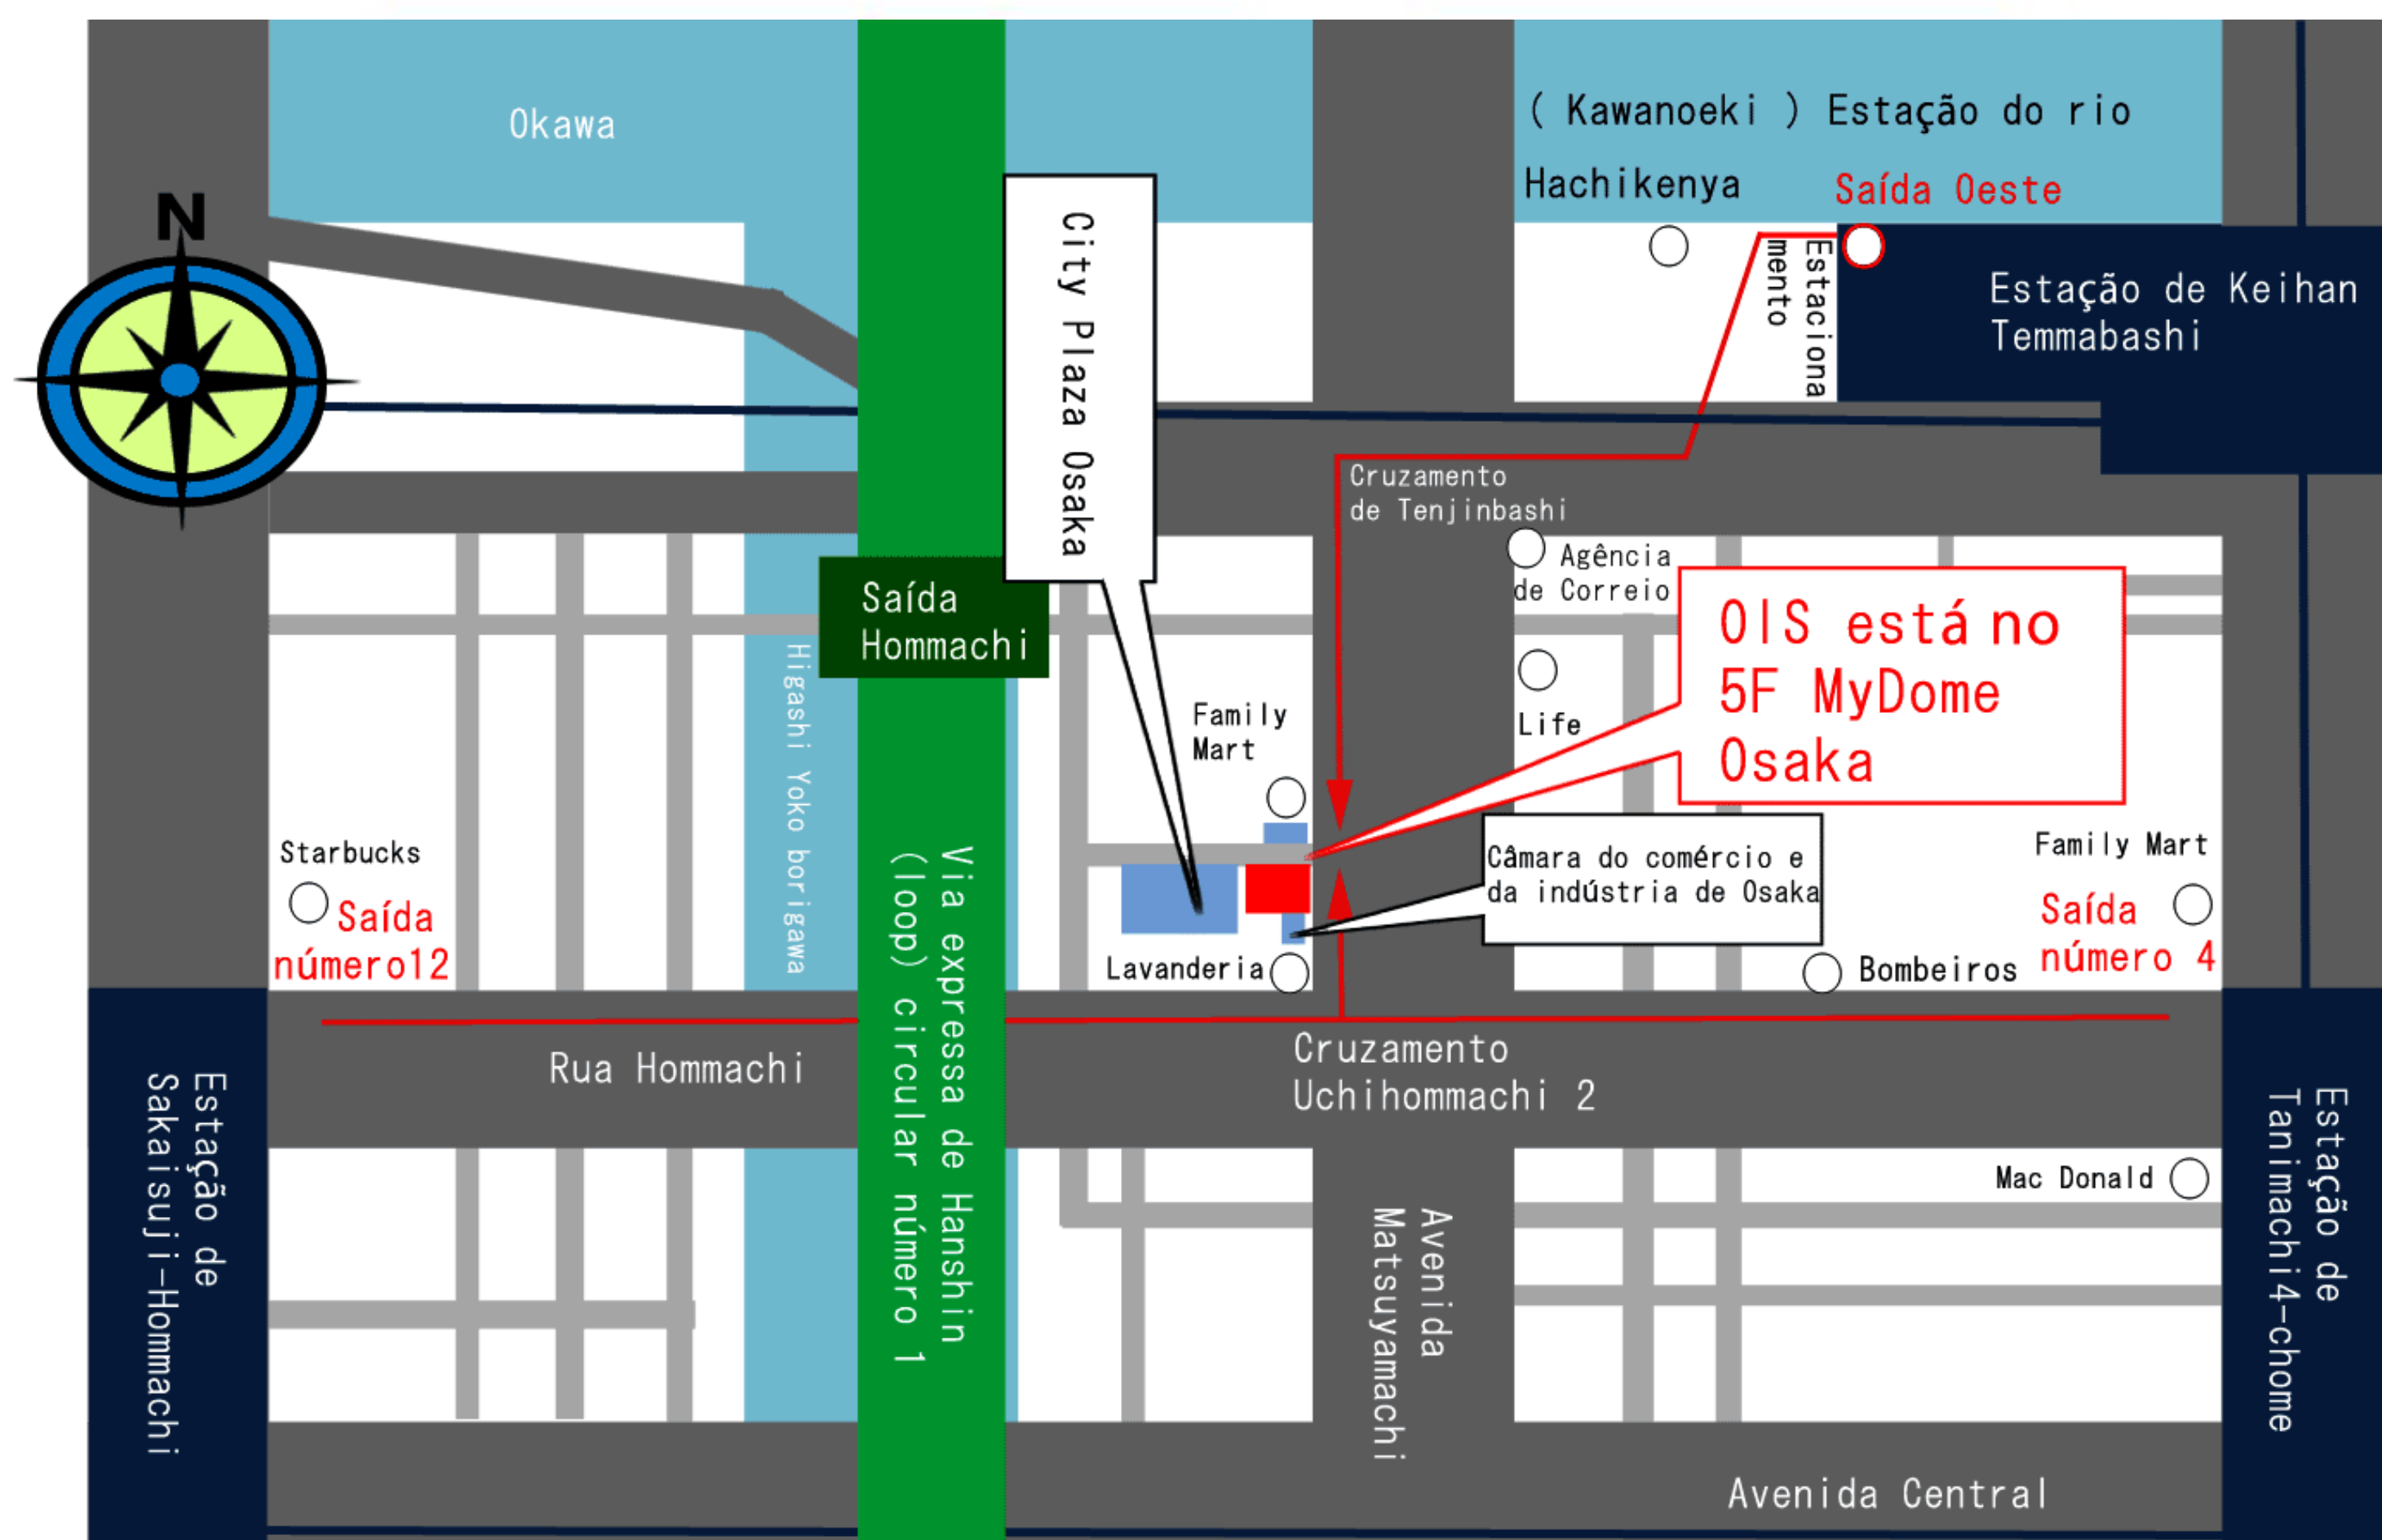 Okawa
( Kawanoeki ) Estação do rio
Hachikenya
Saída Oeste
N
City Plaza Osaka
Estaciona
mento
Estação de Keihan
Temmabashi
Cruzamento
de Tenjinbashi
Agência
de Correio
Saída
Hommachi
OIS está no
5F MyDome
Osaka
Higashi Yoko borigawa
Family
Mart
Life
Starbucks
Saída
número12
Via expressa de Hanshin
(loop) circular número 1
Câmara do comércio e
da indústria de Osaka
Family Mart
Saída
número 4
Lavanderia
Bombeiros
Rua Hommachi
Cruzamento
Uchihommachi 2
Estação de
Sakaisuji-Hommachi
Avenida
Matsuyamachi
Mac Donald
Estação de
Tanimachi4-chome
Avenida Central